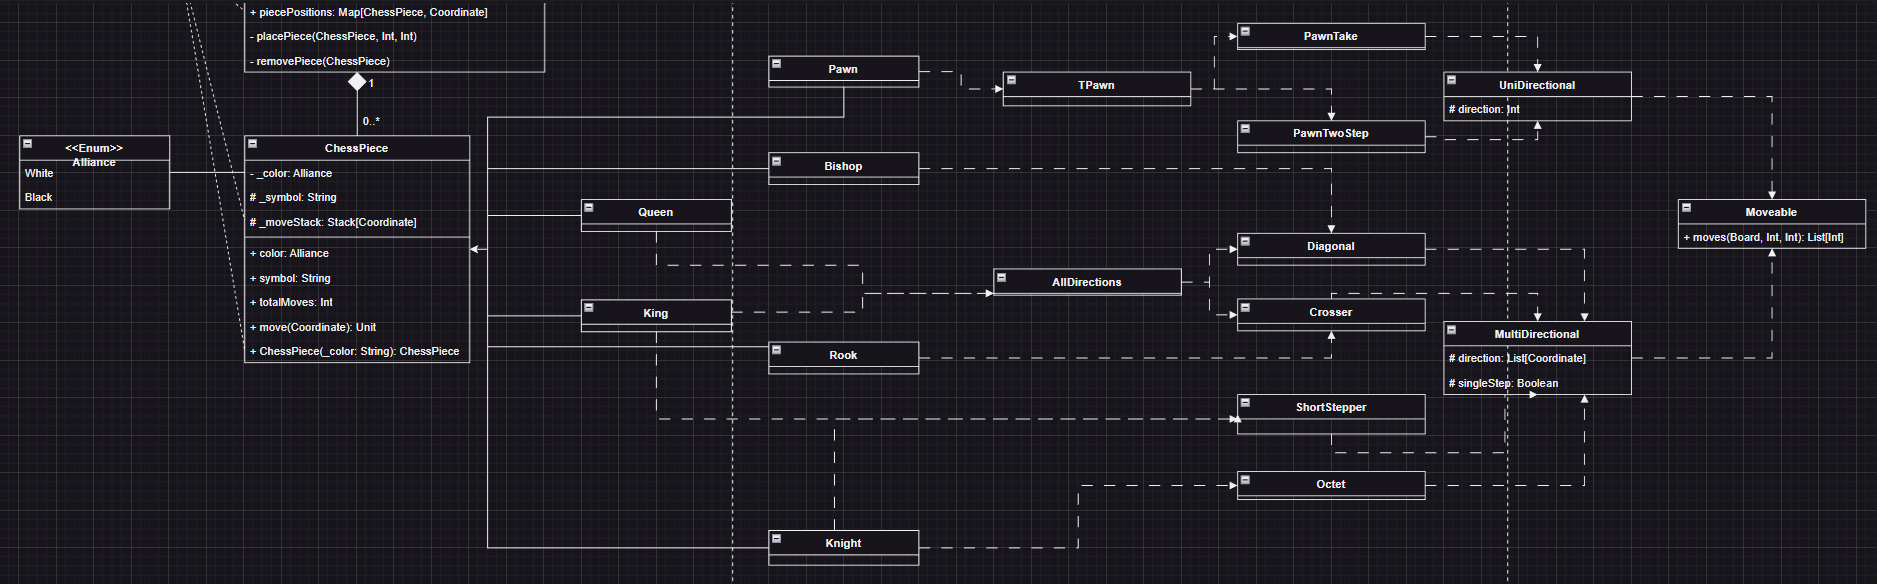 + piecePositions: Map[ChessPiece, Coordinate]
- placePiece(ChessPiece, Int, Int)
- removePiece(ChessPiece)
1
0..*
<<Enum>>
Alliance
White
Black
ChessPiece
- _color: Alliance
# _symbol: String
# _moveStack: Stack[Coordinate]
+ color: Alliance
+ symbol: String
+ totalMoves: Int
+ move(Coordinate): Unit
+ ChessPiece(_color: String): ChessPiece
Queen
King
Pawn
Bishop
Rook
Knight
TPawn
AllDirections
PawnTake
PawnTwoStep
Diagonal
Crosser
ShortStepper
Octet
UniDirectional
# direction: Int
MultiDirectional
# direction: List[Coordinate]
# singleStep: Boolean
Moveable
+ moves(Board, Int, Int): List[Int]